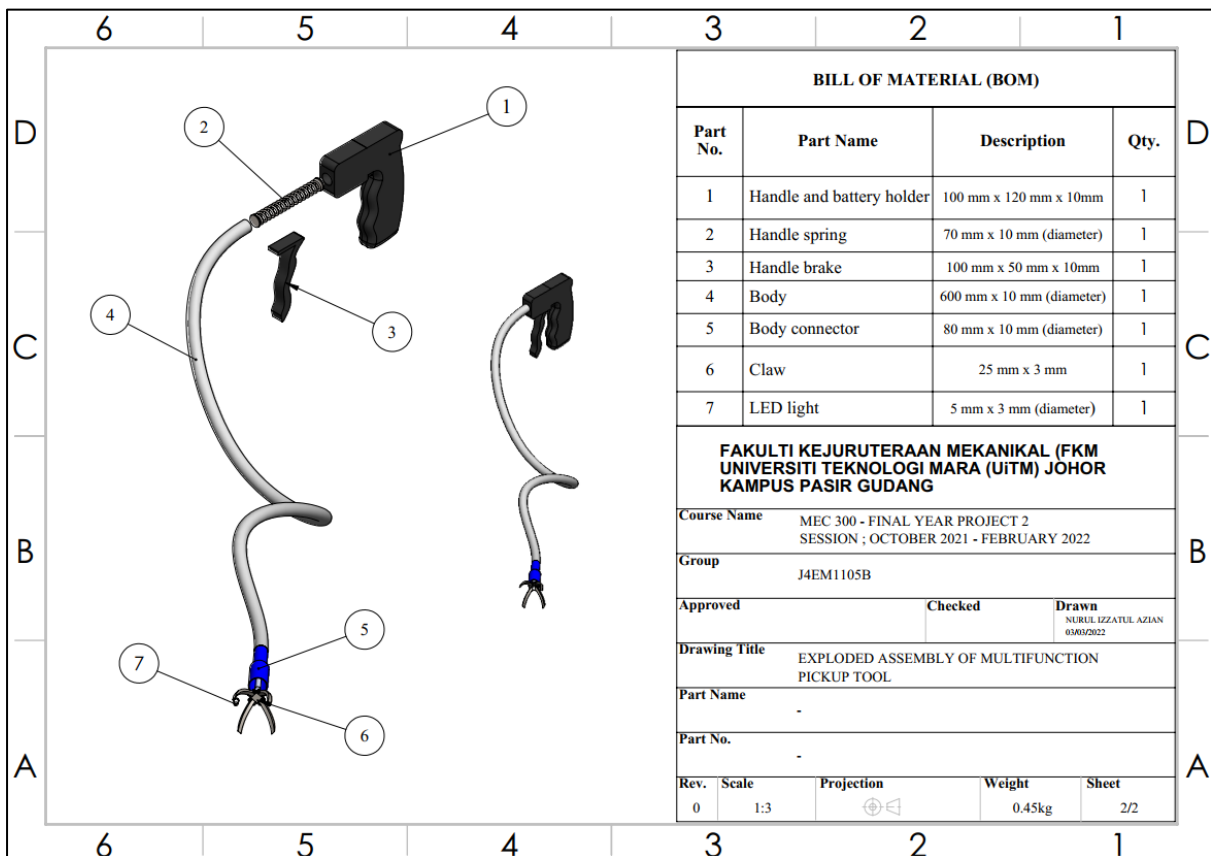 6 5 4 3 2 1
D D
C C
B B
A A
1
2
3
4
5
6
7
BILL OF MATERIAL (BOM)
Part No. Part Name Description Qty.
1 Handle and battery holder 100 mm x 120 mm x 10mm 1
2 Handle spring 70 mm x 10 mm (diameter) 1
3 Handle brake 100 mm x 50 mm x 10mm 1
4 Body 600 mm x 10 mm (diameter) 1
5 Body connector 80 mm x 10 mm (diameter) 1
6 Claw 25 mm x 3 mm 1
7 LED light 5 mm x 3 mm (diameter) 1
FAKULTI KEJURUTERAAN MEKANIKAL (FKM
UNIVERSITI TEKNOLOGI MARA (UiTM) JOHOR
KAMPUS PASIR GUDANG
Course Name MEC 300 - FINAL YEAR PROJECT 2
SESSION ; OCTOBER 2021 - FEBRUARY 2022
Group
J4EM1105B
Approved Checked Drawn
NURUL IZZATUL AZIAN
03/03/2022
Drawing Title EXPLODED ASSEMBLY OF MULTIFUNCTION
PICKUP TOOL
Part Name
-
Part No.
-
Rev. Scale Projection Weight Sheet
0 1:3 0.45kg 2/2
6 5 4 3 2 1